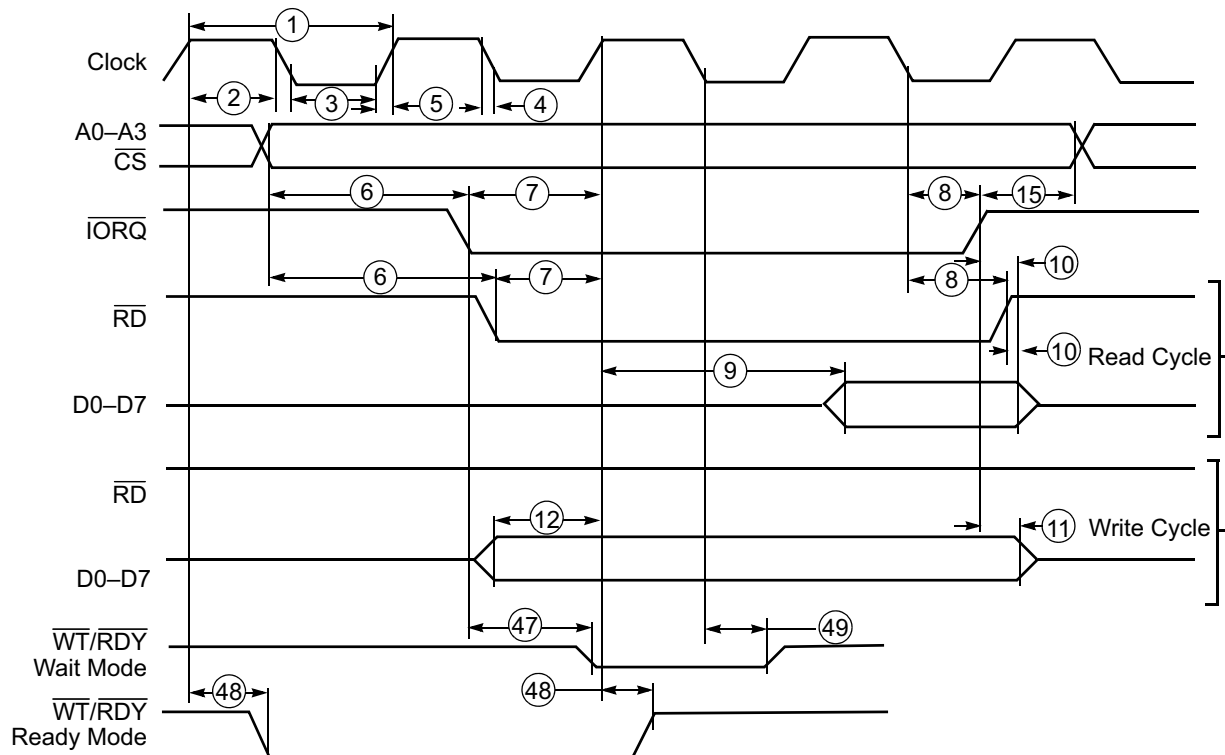 1
Clock
2
3
5
4
A0–A3
CS
6
7
8
15
IORQ
6
7
8
10
RD
9
10
Read Cycle
D0–D7
RD
12
11
Write Cycle
D0–D7
WT/RDY
Wait Mode
47
49
48
48
WT/RDY
Ready Mode